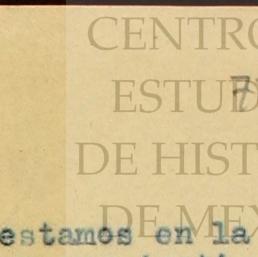 CENTRO
ESTUD
7
DE HIST
DE MEX
estamos en la